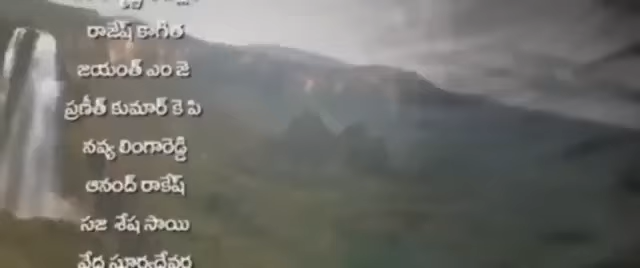 రాజేష్ కాగిత
జయంత్ ఎం జె
ప్రణీత్ కుమార్ కె పి
నవ్య లింగారెడ్డి
ఆనంద్ రాకేష్
సజ శేష సాయి
వేద సూర్యదేవర